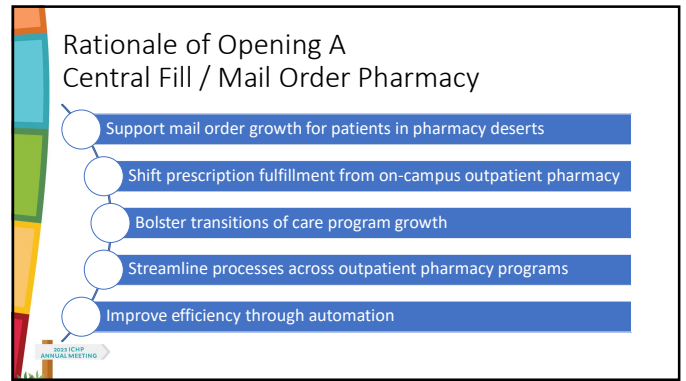 Rationale of Opening A
Central Fill / Mail Order Pharmacy
Support mail order growth for patients in pharmacy deserts
Shift prescription fulfillment from on-campus outpatient pharmacy
Bolster transitions of care program growth
Streamline processes across outpatient pharmacy programs
Improve efficiency through automation
2023 ICHP
ANNUAL MEETING